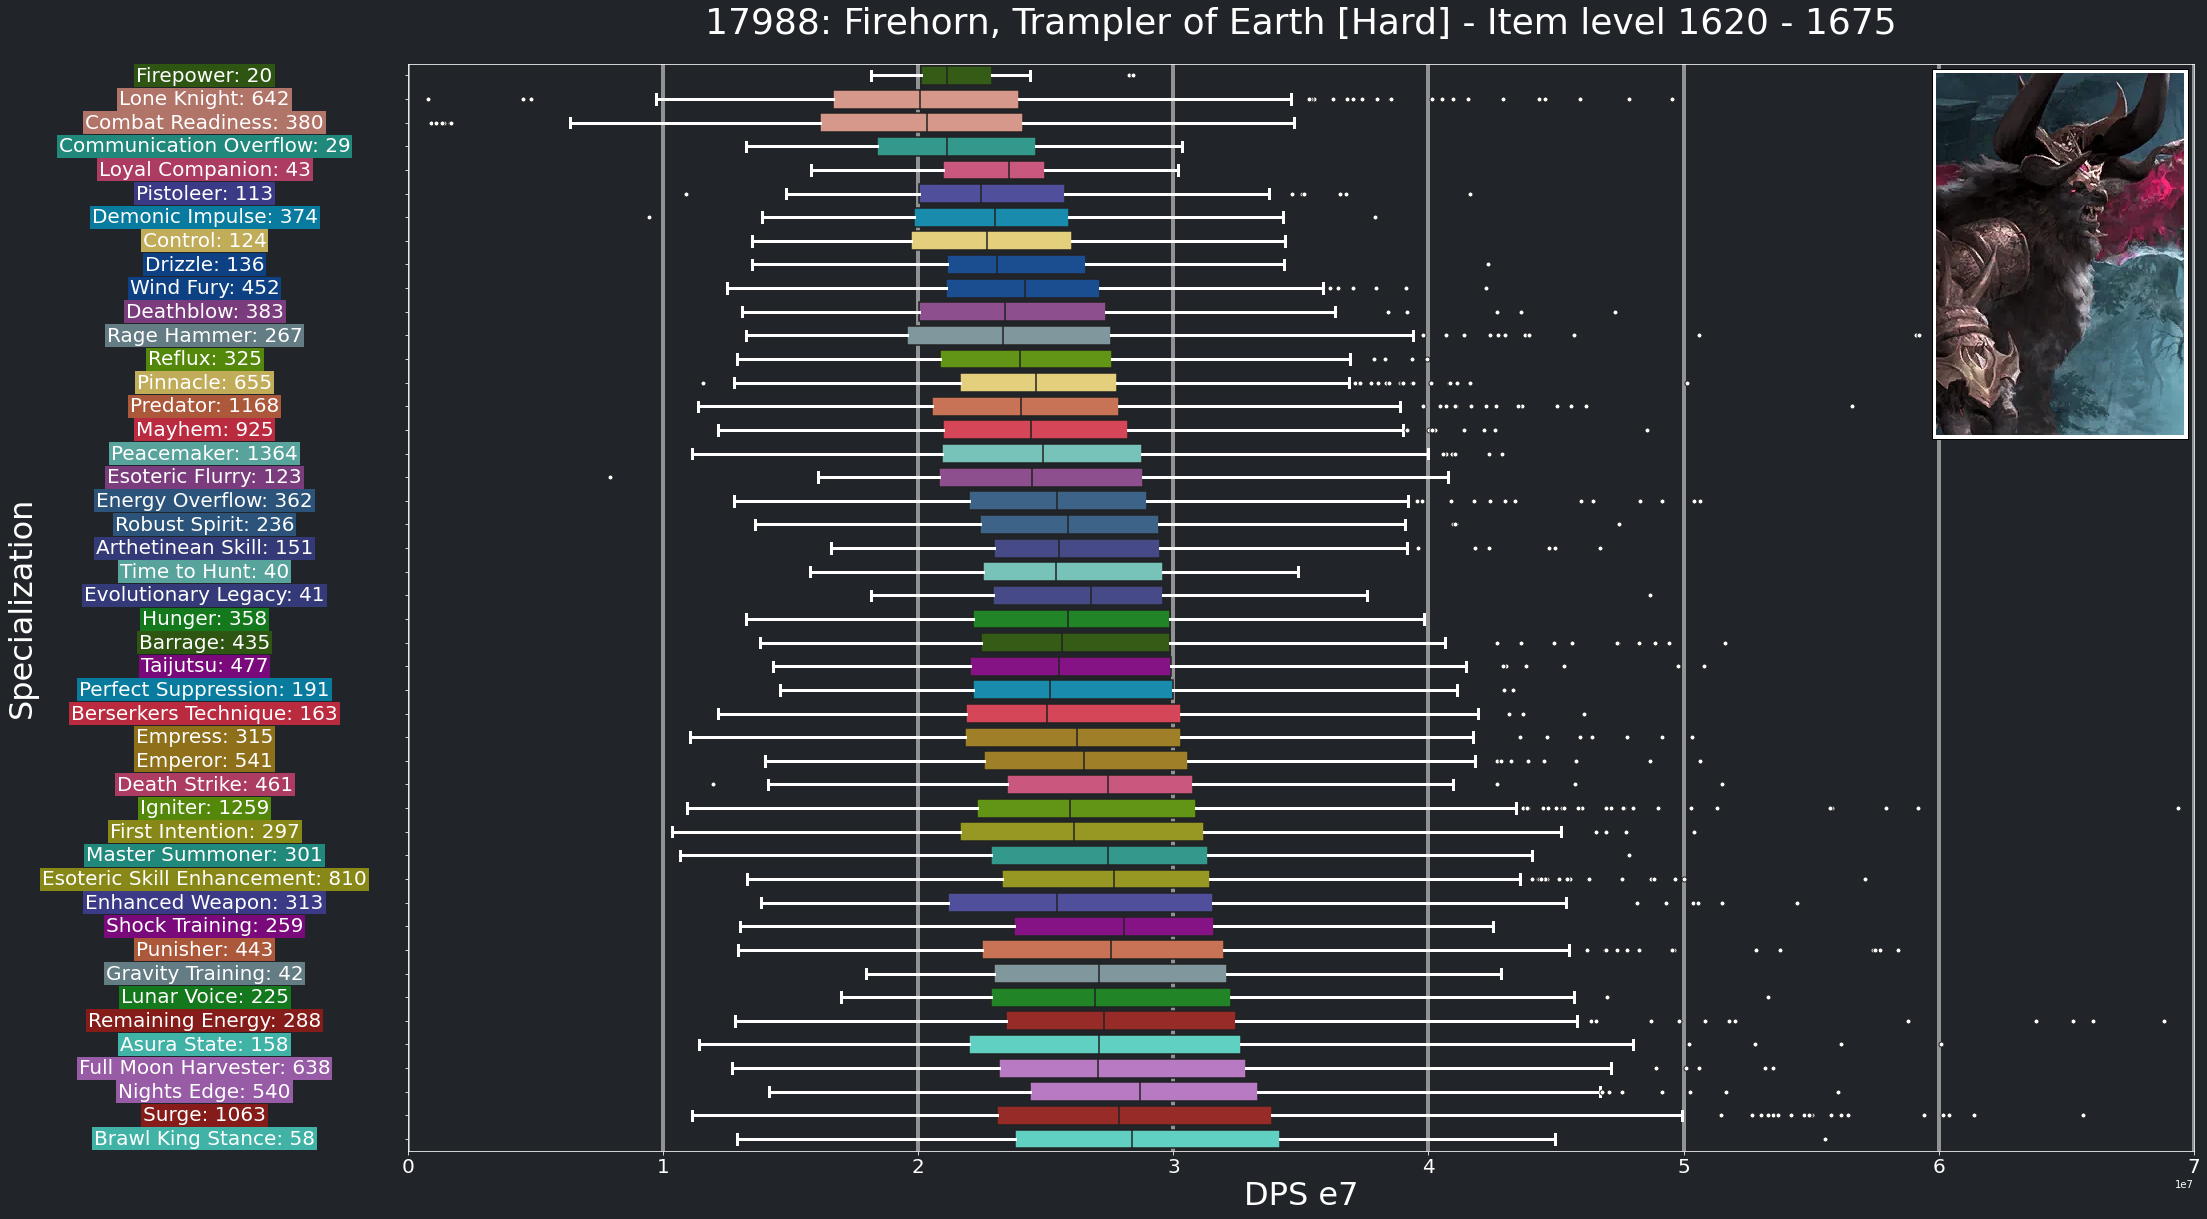 17988: Firehorn, Trampler of Earth [Hard] - Item level 1620 - 1675
Specialization
Firepower: 20
Lone Knight: 642
Combat Readiness: 380
Communication Overflow: 29
Loyal Companion: 43
Pistoleer: 113
Demonic Impulse: 374
Control: 124
Drizzle: 136
Wind Fury: 452
Deathblow: 383
Rage Hammer: 267
Reflux: 325
Pinnacle: 655
Predator: 1168
Mayhem: 925
Peacemaker: 1364
Esoteric Flurry: 123
Energy Overflow: 362
Robust Spirit: 236
Arthetinean Skill: 151
Time to Hunt: 40
Evolutionary Legacy: 41
Hunger: 358
Barrage: 435
Taijutsu: 477
Perfect Suppression: 191
Berserkers Technique: 163
Empress: 315
Emperor: 541
Death Strike: 461
Igniter: 1259
First Intention: 297
Master Summoner: 301
Esoteric Skill Enhancement: 810
Enhanced Weapon: 313
Shock Training: 259
Punisher: 443
Gravity Training: 42
Lunar Voice: 225
Remaining Energy: 288
Asura State: 158
Full Moon Harvester: 638
Nights Edge: 540
Surge: 1063
Brawl King Stance: 58
0 1 2 3 4 5 6 7
1e7
DPS e7